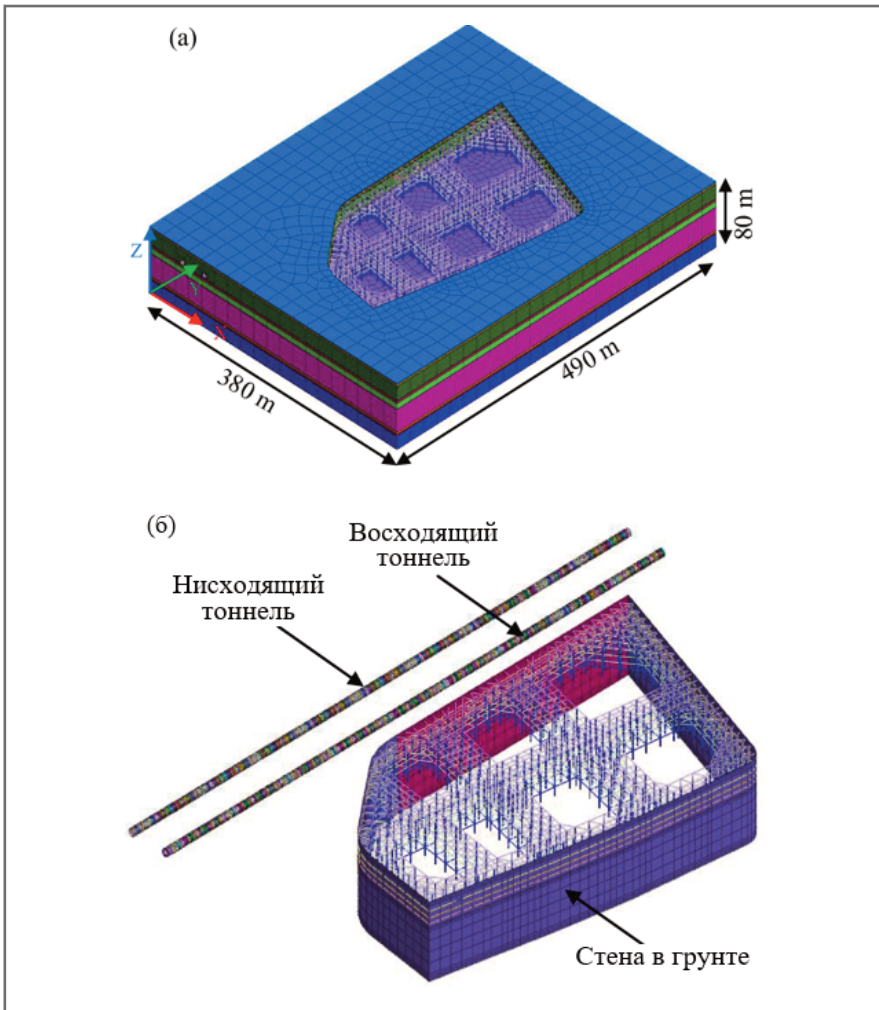 (а)
80 m
Z
Y
X
380 m
490 m
(б)
Восходящий
тоннель
Нисходящий
тоннель
Стена в грунте